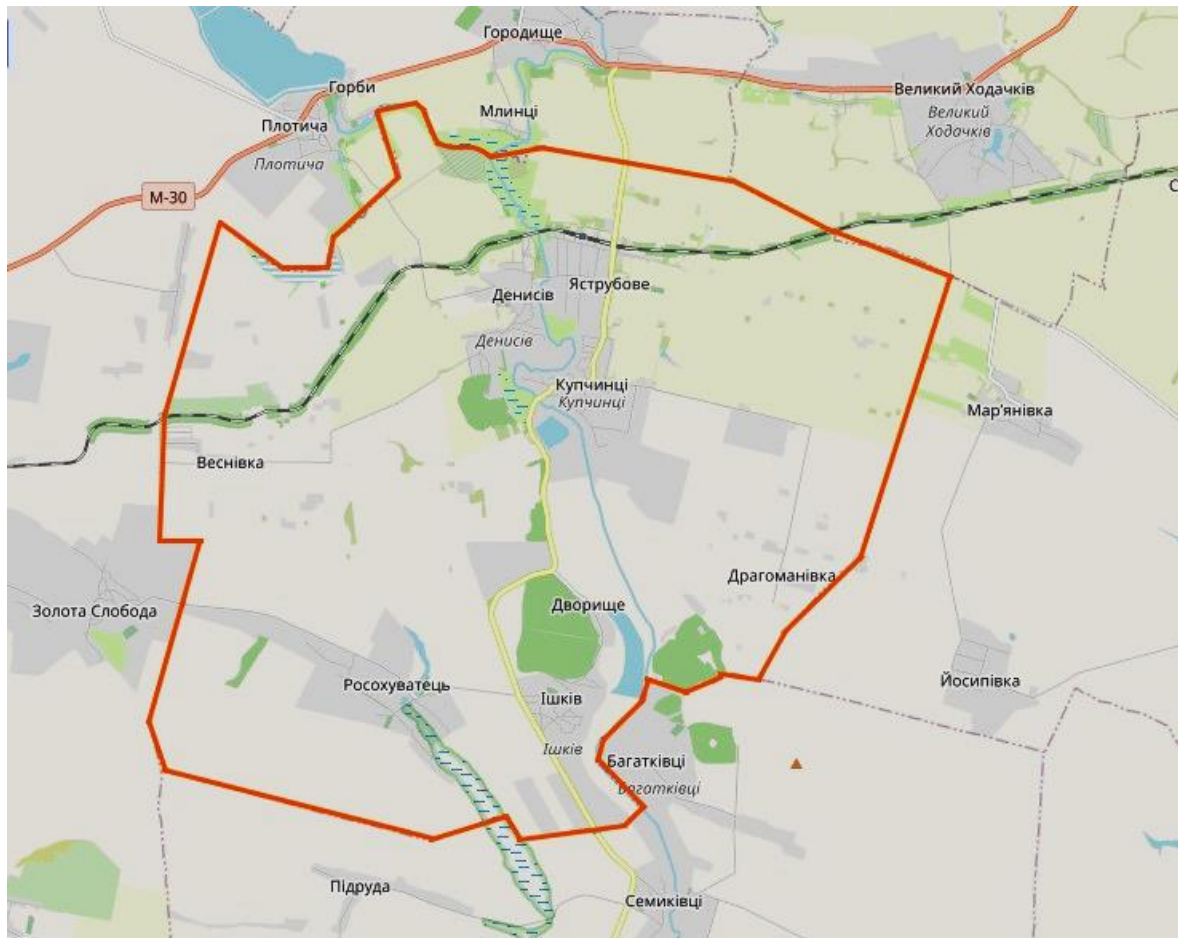 Городище
Горби
Великий Ходачків
Млинці
Великий
Ходачків
Плотича
Плотича
М-30
Денисів
Яструбове
Денисів
Купчинці
Купчинці
Мар'янівка
Веснівка
Драгоманівка
Золота Слобода
Дворище
Росохуватець
Йосипівка
Ішків
Ішків
Багатківці
Багатківці
Підруда
Семиківці